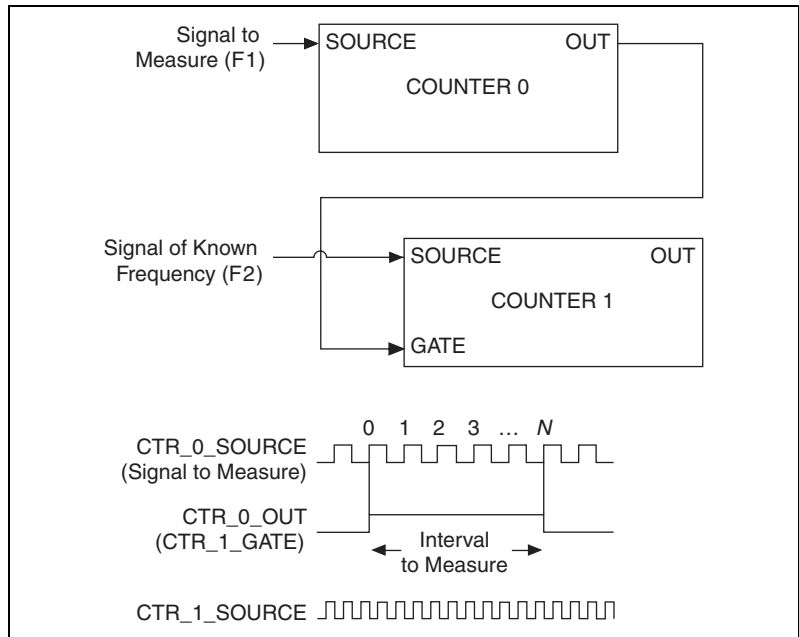 Signal to
Measure (F1)
SOURCE OUT
COUNTER 0
Signal of Known
Frequency (F2)
SOURCE OUT
COUNTER 1
GATE
0 1 2 3 … N
CTR_0_SOURCE
(Signal to Measure)
CTR_0_OUT
(CTR_1_GATE)
Interval
to Measure
CTR_1_SOURCE